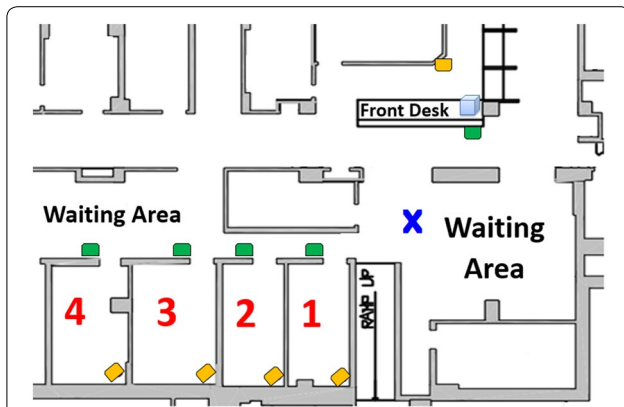 Front Desk
Waiting Area
X
Waiting
Area
4
3
2
1
RAMP UP